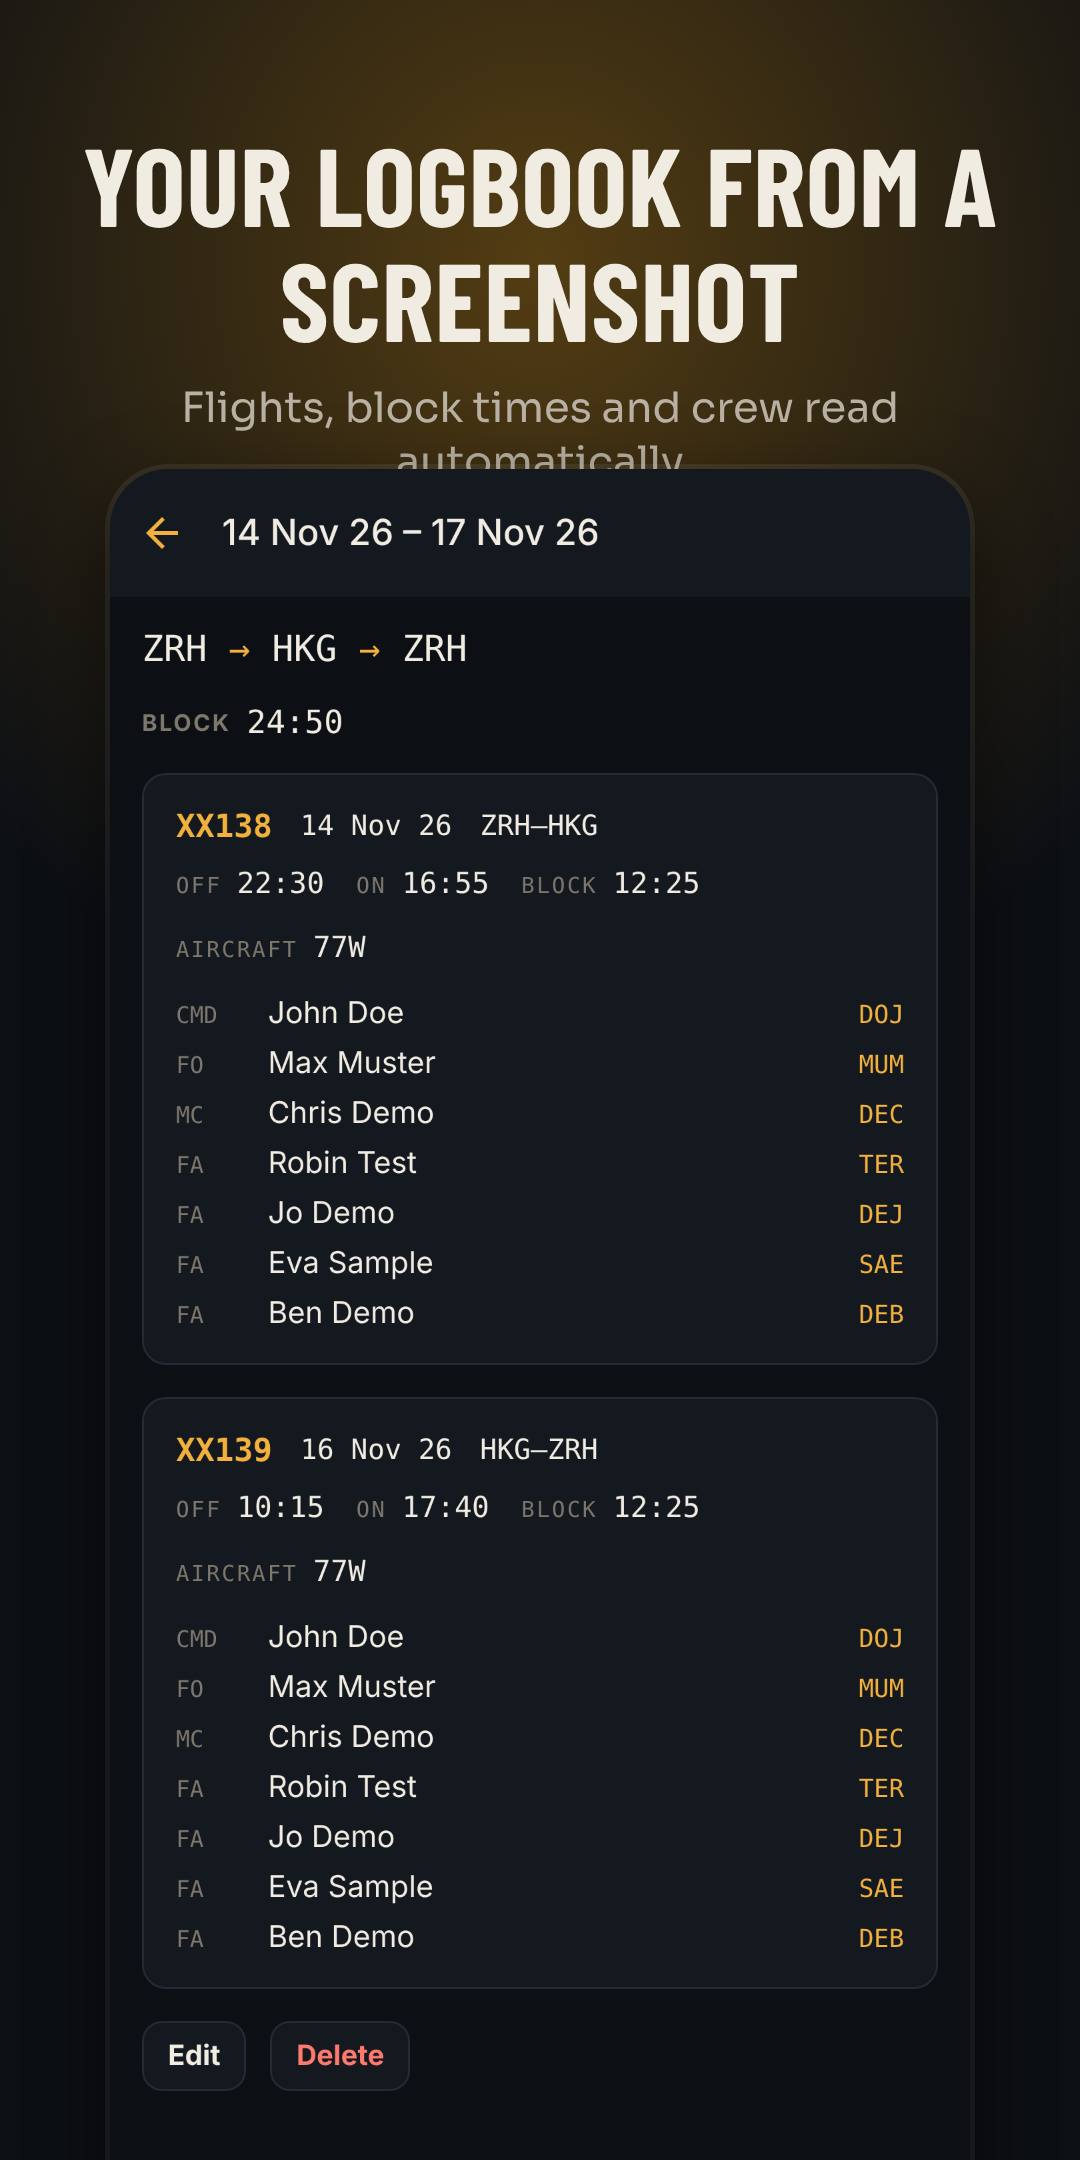 YOUR LOGBOOK FROM A
SCREENSHOT
Flights, block times and crew read
automatically
14 Nov 26 – 17 Nov 26
ZRH → HKG → ZRH
BLOCK 24:50
XX138 14 Nov 26 ZRH–HKG
OFF 22:30 ON 16:55 BLOCK 12:25
AIRCRAFT 77W
CMD John Doe DOJ
FO Max Muster MUM
MC Chris Demo DEC
FA Robin Test TER
FA Jo Demo DEJ
FA Eva Sample SAE
FA Ben Demo DEB
XX139 16 Nov 26 HKG–ZRH
OFF 10:15 ON 17:40 BLOCK 12:25
AIRCRAFT 77W
CMD John Doe DOJ
FO Max Muster MUM
MC Chris Demo DEC
FA Robin Test TER
FA Jo Demo DEJ
FA Eva Sample SAE
FA Ben Demo DEB
Edit Delete